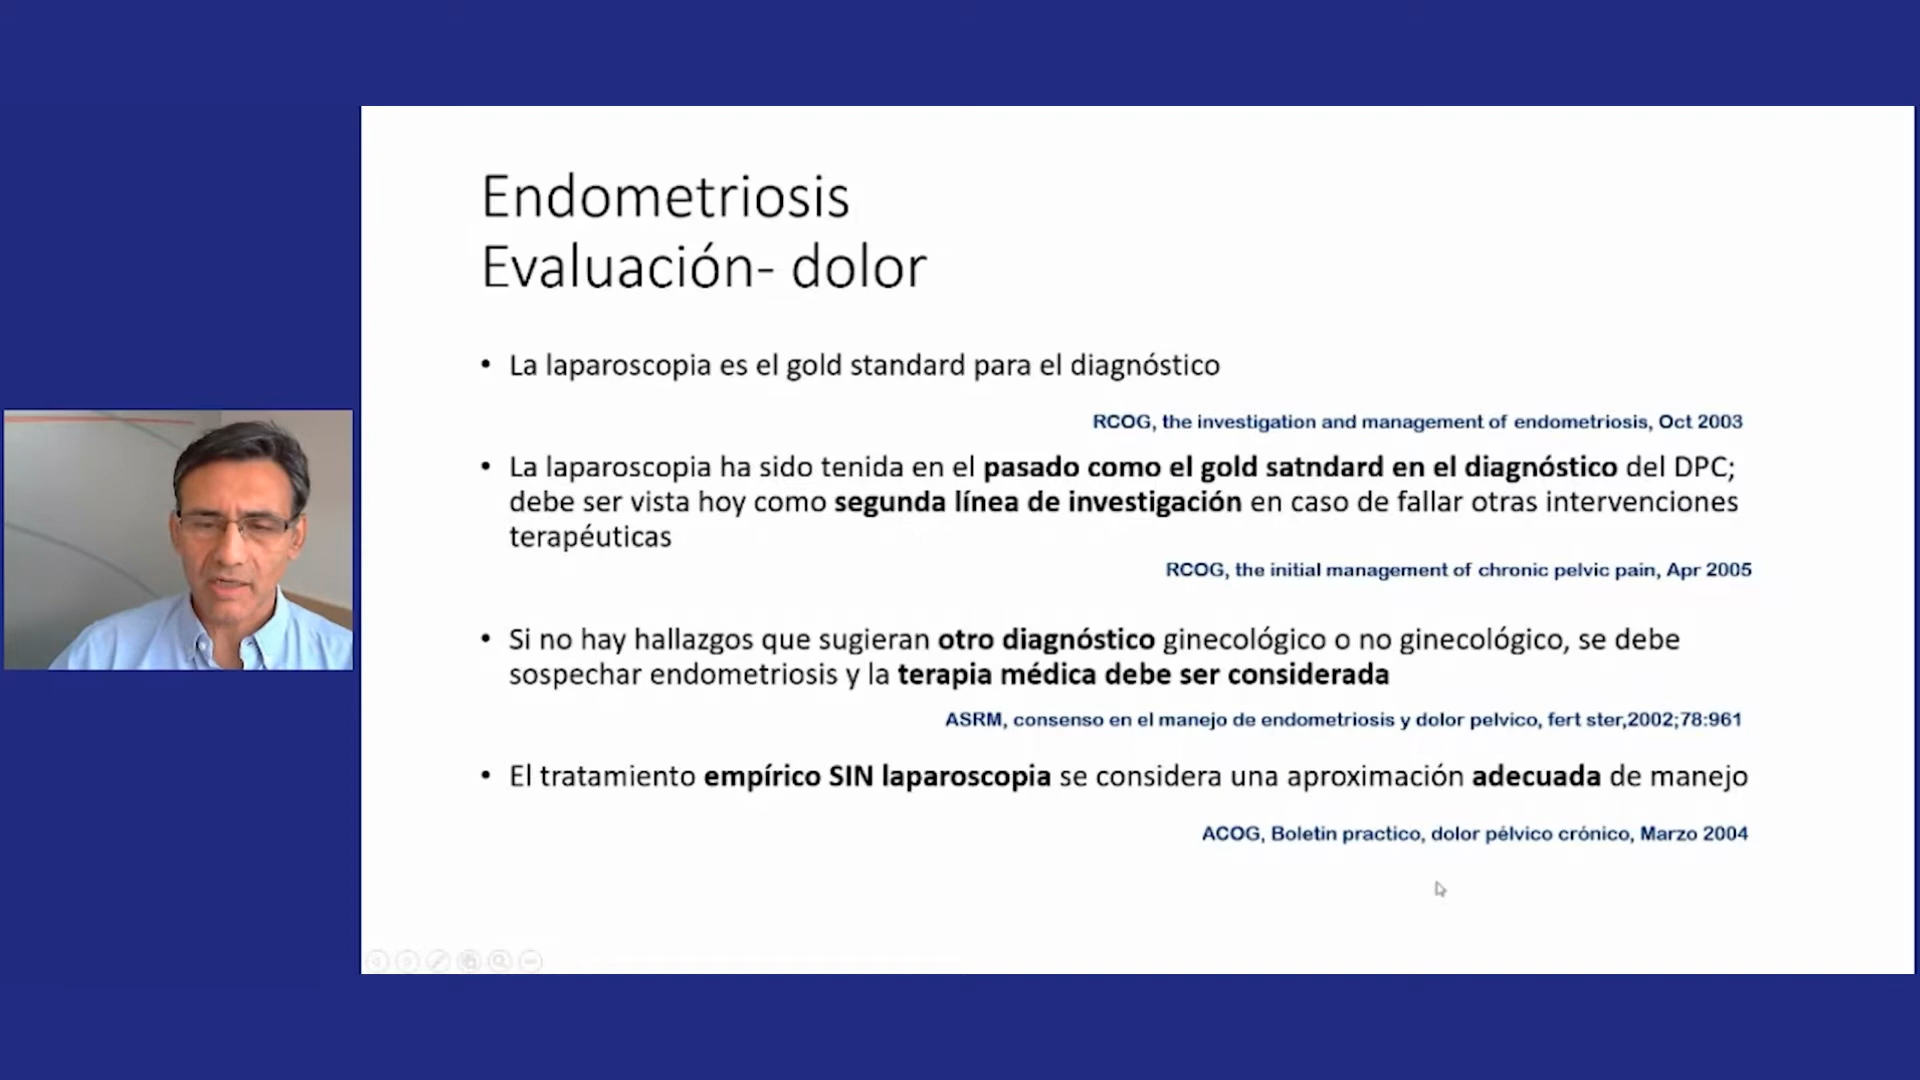 Endometriosis
Evaluación- dolor
• La laparoscopia es el gold standard para el diagnóstico
RCOG, the investigation and management of endometriosis, Oct 2003
• La laparoscopia ha sido tenida en el pasado como el gold satndard en el diagnóstico del DPC;
debe ser vista hoy como segunda línea de investigación en caso de fallar otras intervenciones
terapéuticas
RCOG, the initial management of chronic pelvic pain, Apr 2005
• Si no hay hallazgos que sugieran otro diagnóstico ginecológico o no ginecológico, se debe
sospechar endometriosis y la terapia médica debe ser considerada
ASRM, consenso en el manejo de endometriosis y dolor pelvico, fert ster,2002;78:961
• El tratamiento empírico SIN laparoscopia se considera una aproximación adecuada de manejo
ACOG, Boletin practico, dolor pélvico crónico, Marzo 2004